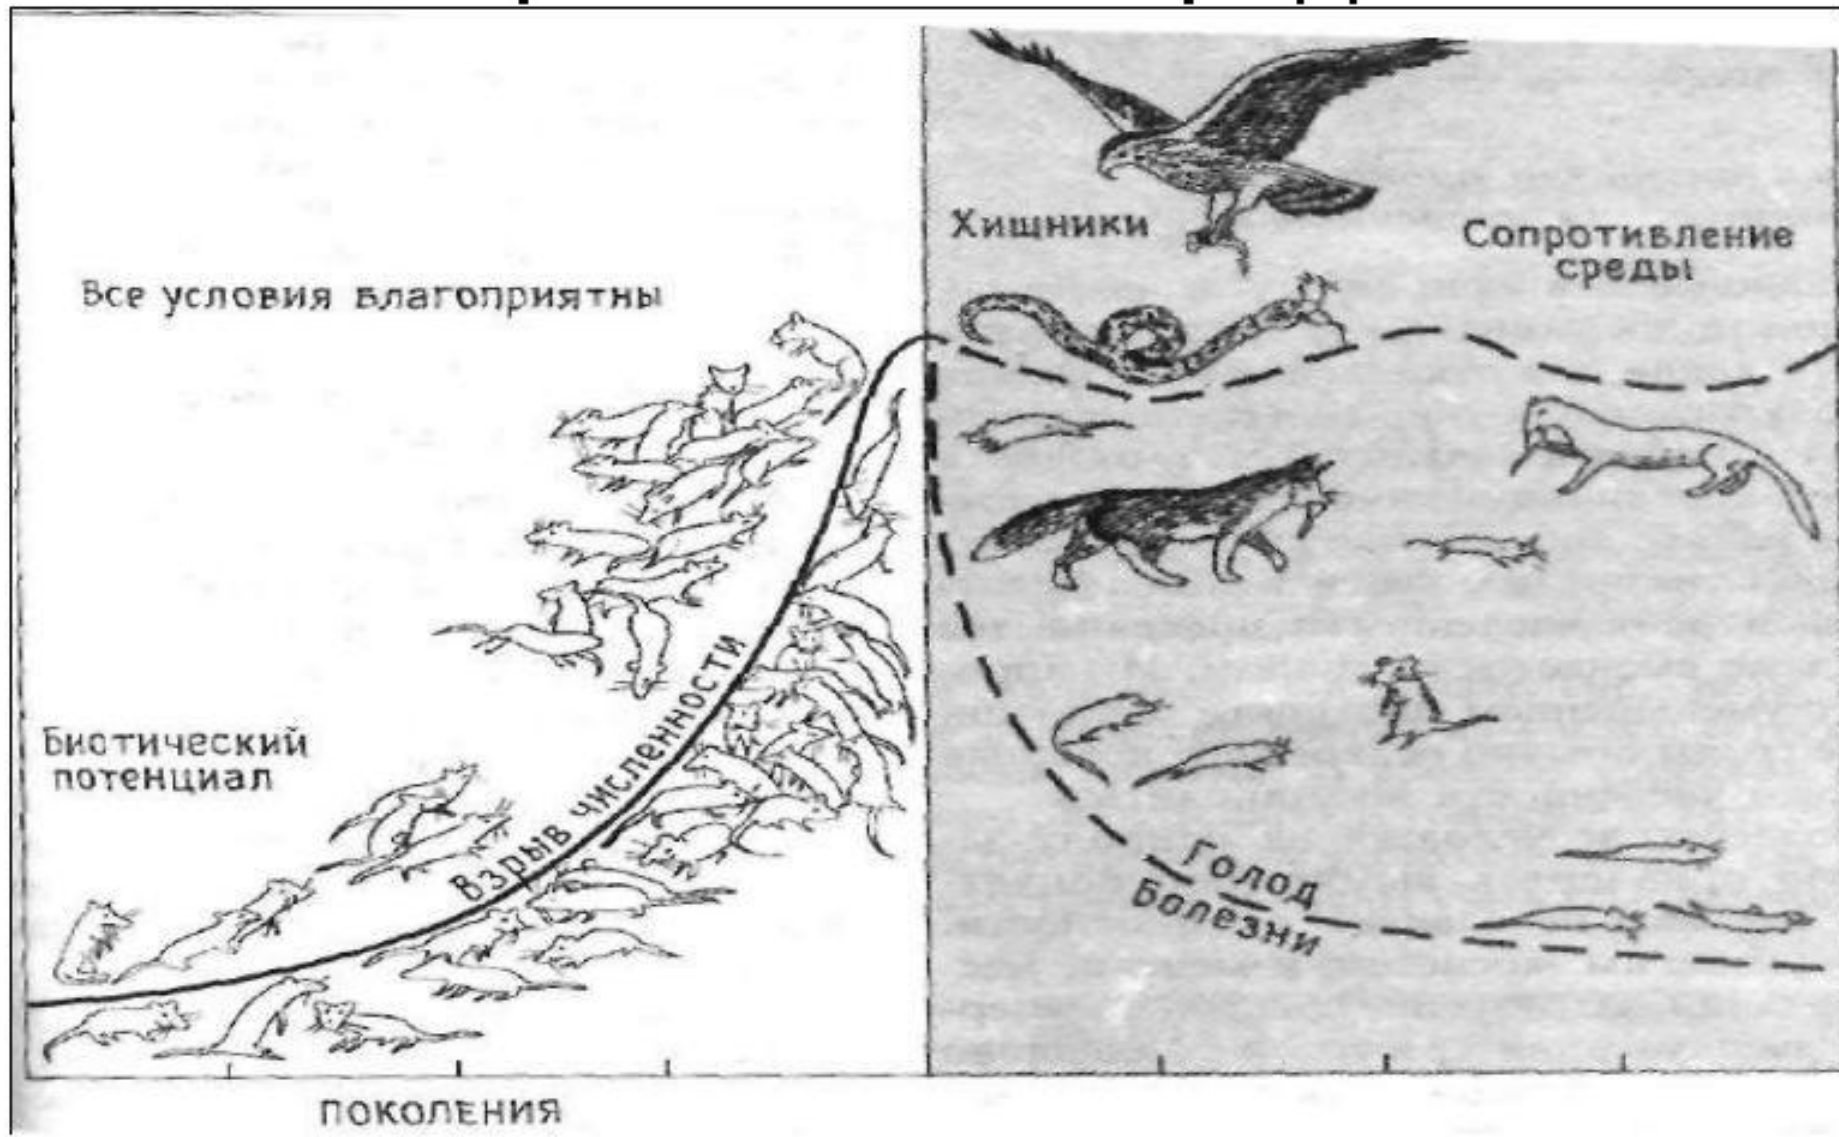 Все условия благоприятны
Хищники
Сопротивление
среды
Биотический
потенциал
Взрыв численности
Голод
Болезни
ПОКОЛЕНИЯ